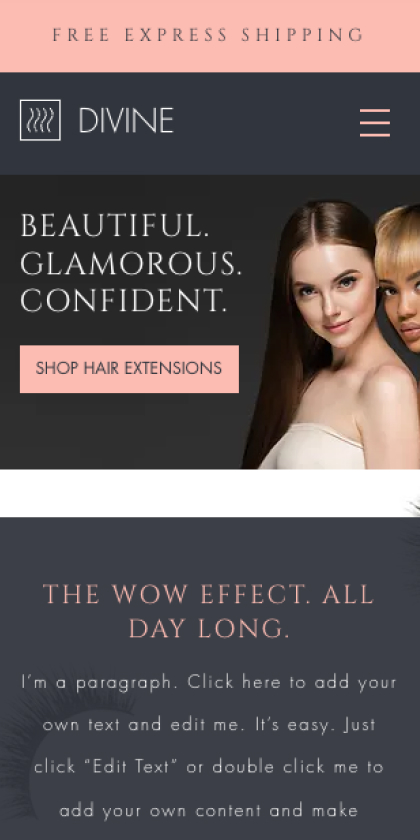 FREE EXPRESS SHIPPING
DIVINE
BEAUTIFUL.
GLAMOROUS.
CONFIDENT.
SHOP HAIR EXTENSIONS
THE WOW EFFECT. ALL
DAY LONG.
I’m a paragraph. Click here to add your
own text and edit me. It’s easy. Just
click “Edit Text” or double click me to
add your own content and make